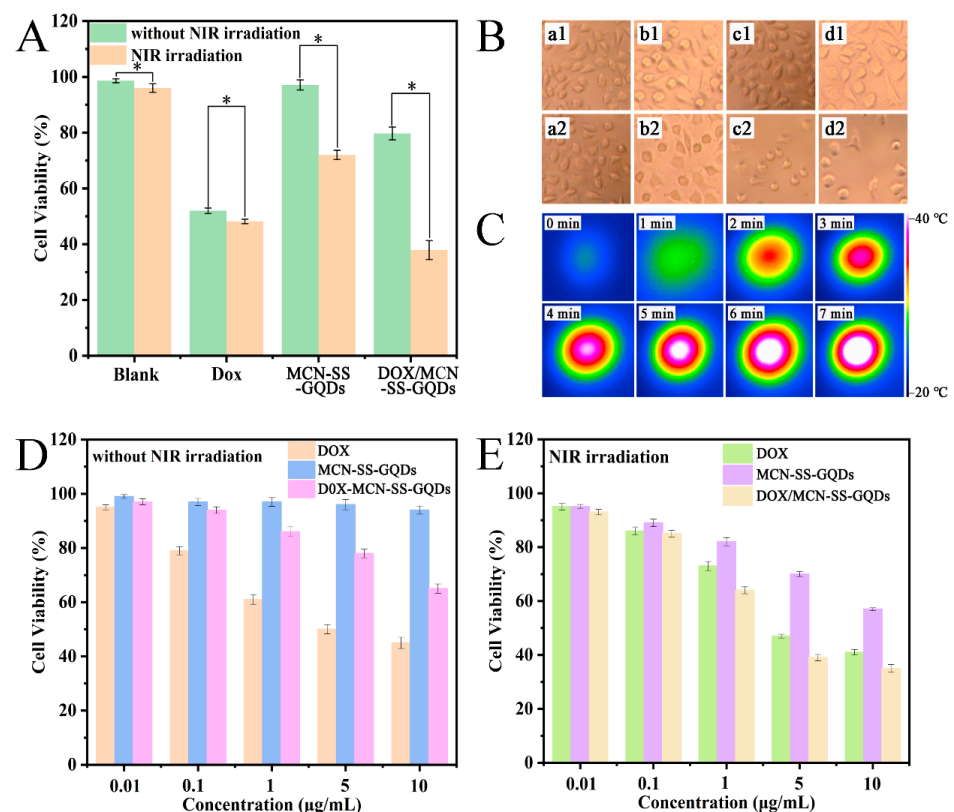 A
120
100
80
60
40
20
0
Cell Viability (%)
without NIR irradiation
NIR irradiation
*
*
*
*
Blank
Dox
MCN-SS
-GQDs
DOX/MCN
-SS-GQDs
B
a1
b1
c1
d1
a2
b2
c2
d2
C
0 min
1 min
2 min
3 min
4 min
5 min
6 min
7 min
40 °C
20 °C
D
120
100
80
60
40
20
0
Cell Viability (%)
without NIR irradiation
DOX
MCN-SS-GQDs
D0X-MCN-SS-GQDs
0.01
0.1
1
5
10
Concentration (μg/mL)
E
120
100
80
60
40
20
0
Cell Viability (%)
NIR irradiation
DOX
MCN-SS-GQDs
DOX/MCN-SS-GQDs
0.01
0.1
1
5
10
Concentration (μg/mL)